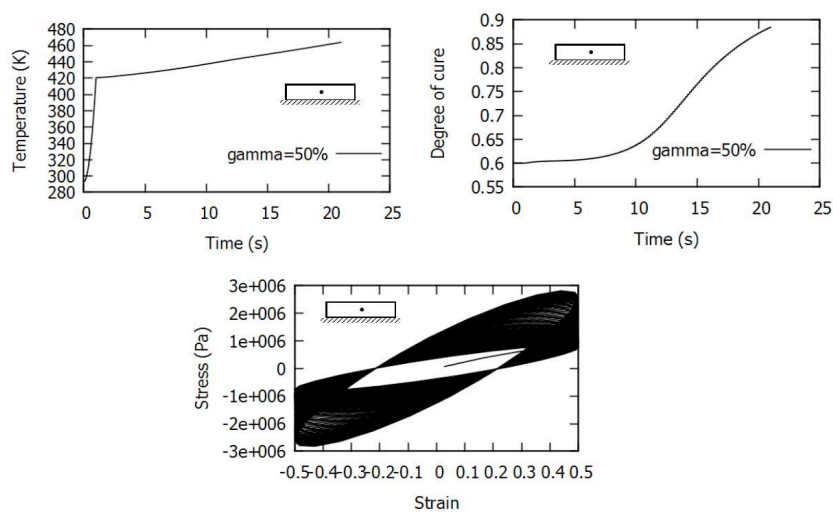 480
460
440
420
400
380
360
340
320
300
280
Temperature (K)
gamma=50%
0 5 10 15 20 25
Time (s)
0.9
0.85
0.8
0.75
0.7
0.65
0.6
0.55
Degree of cure
gamma=50%
0 5 10 15 20 25
Time (s)
3e+006
2e+006
1e+006
0
-1e+006
-2e+006
-3e+006
Stress (Pa)
-0.5 -0.4 -0.3 -0.2 -0.1 0 0.1 0.2 0.3 0.4 0.5
Strain